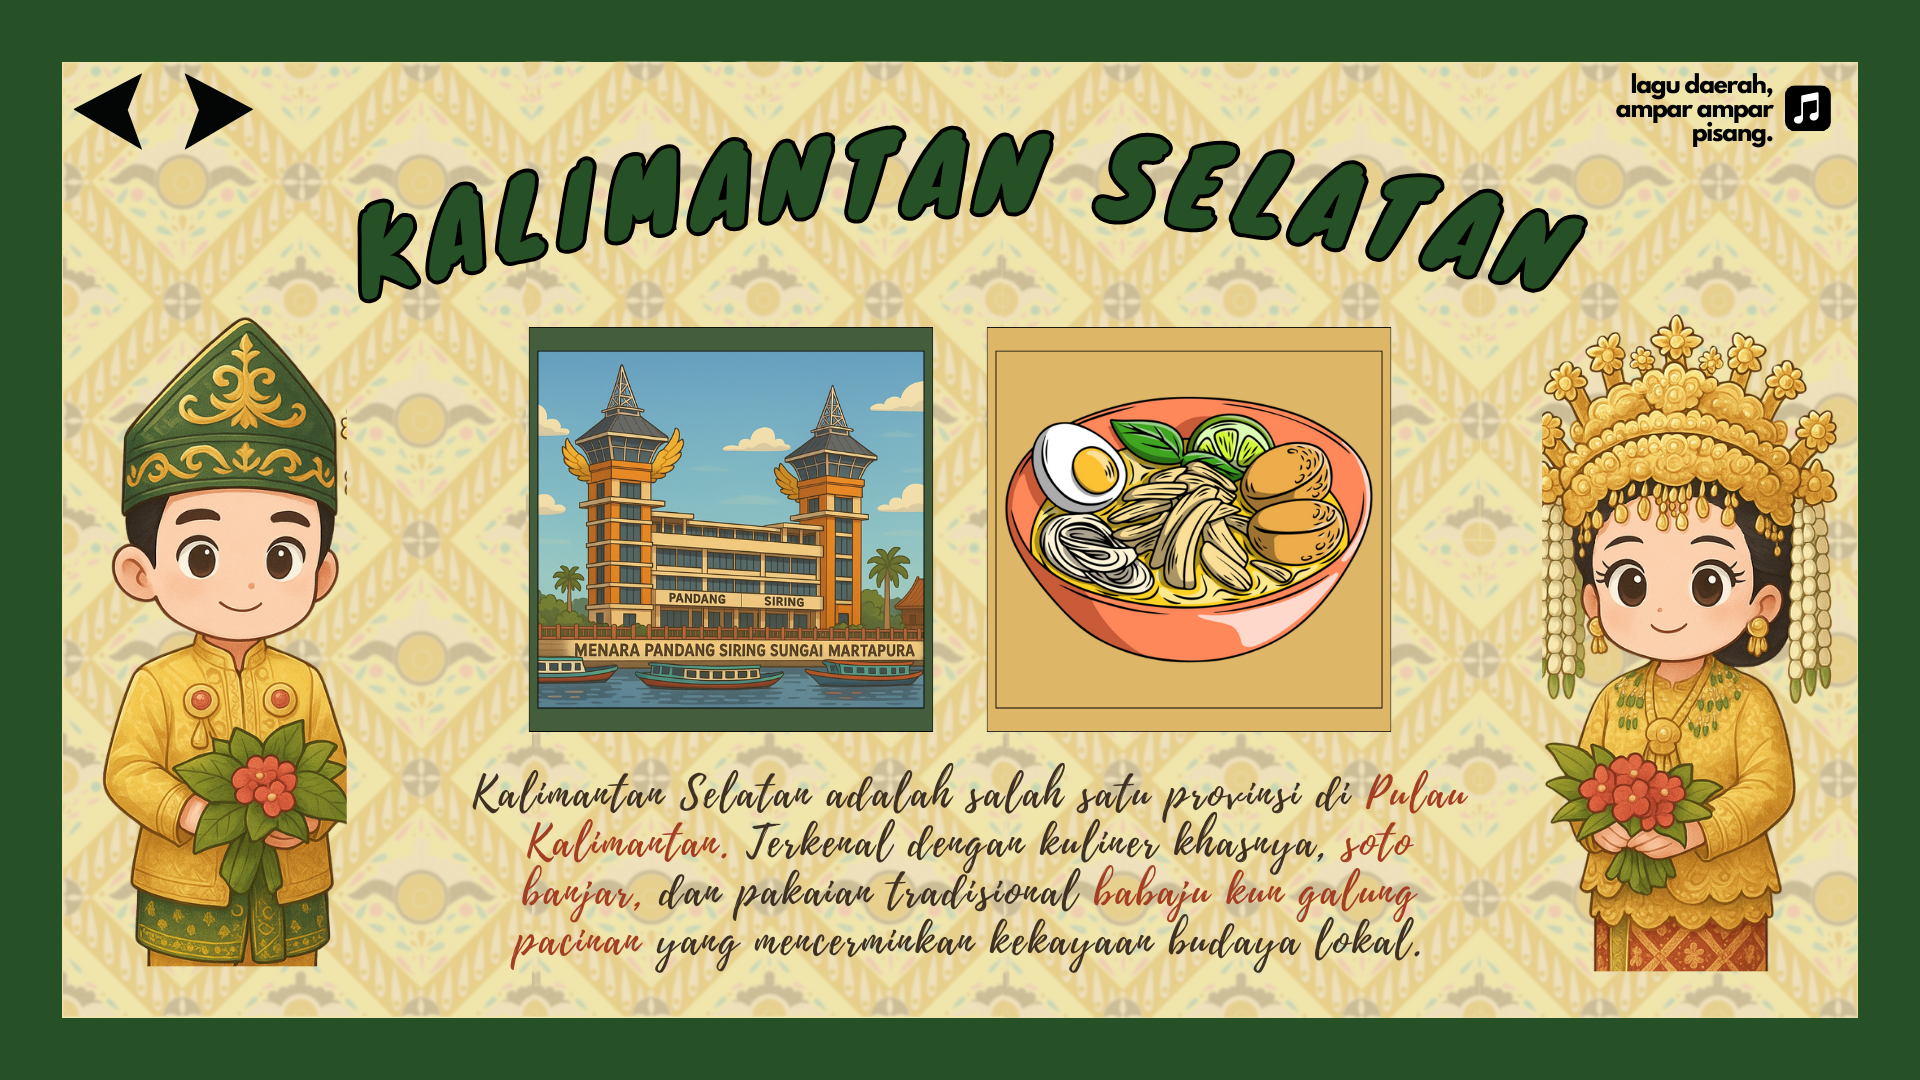 lagu daerah,
ampar ampar
pisang.
KALIMANTAN SELATAN
PANDANG SIRING
MENARA PANDANG SIRING SUNGAI MARTAPURA
Kalimantan Selatan adalah salah satu provinsi di Pulau
Kalimantan. Terkenal dengan kuliner khasnya, soto
banjar, dan pakaian tradisional babaju kun galung
pacinan yang mencerminkan kekayaan budaya lokal.